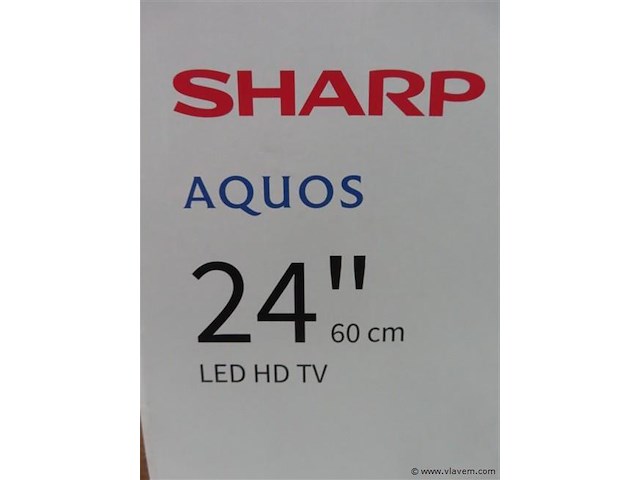 SHARP
AQUOS
24" 60 cm
LED HD TV
© www.vlavem.com